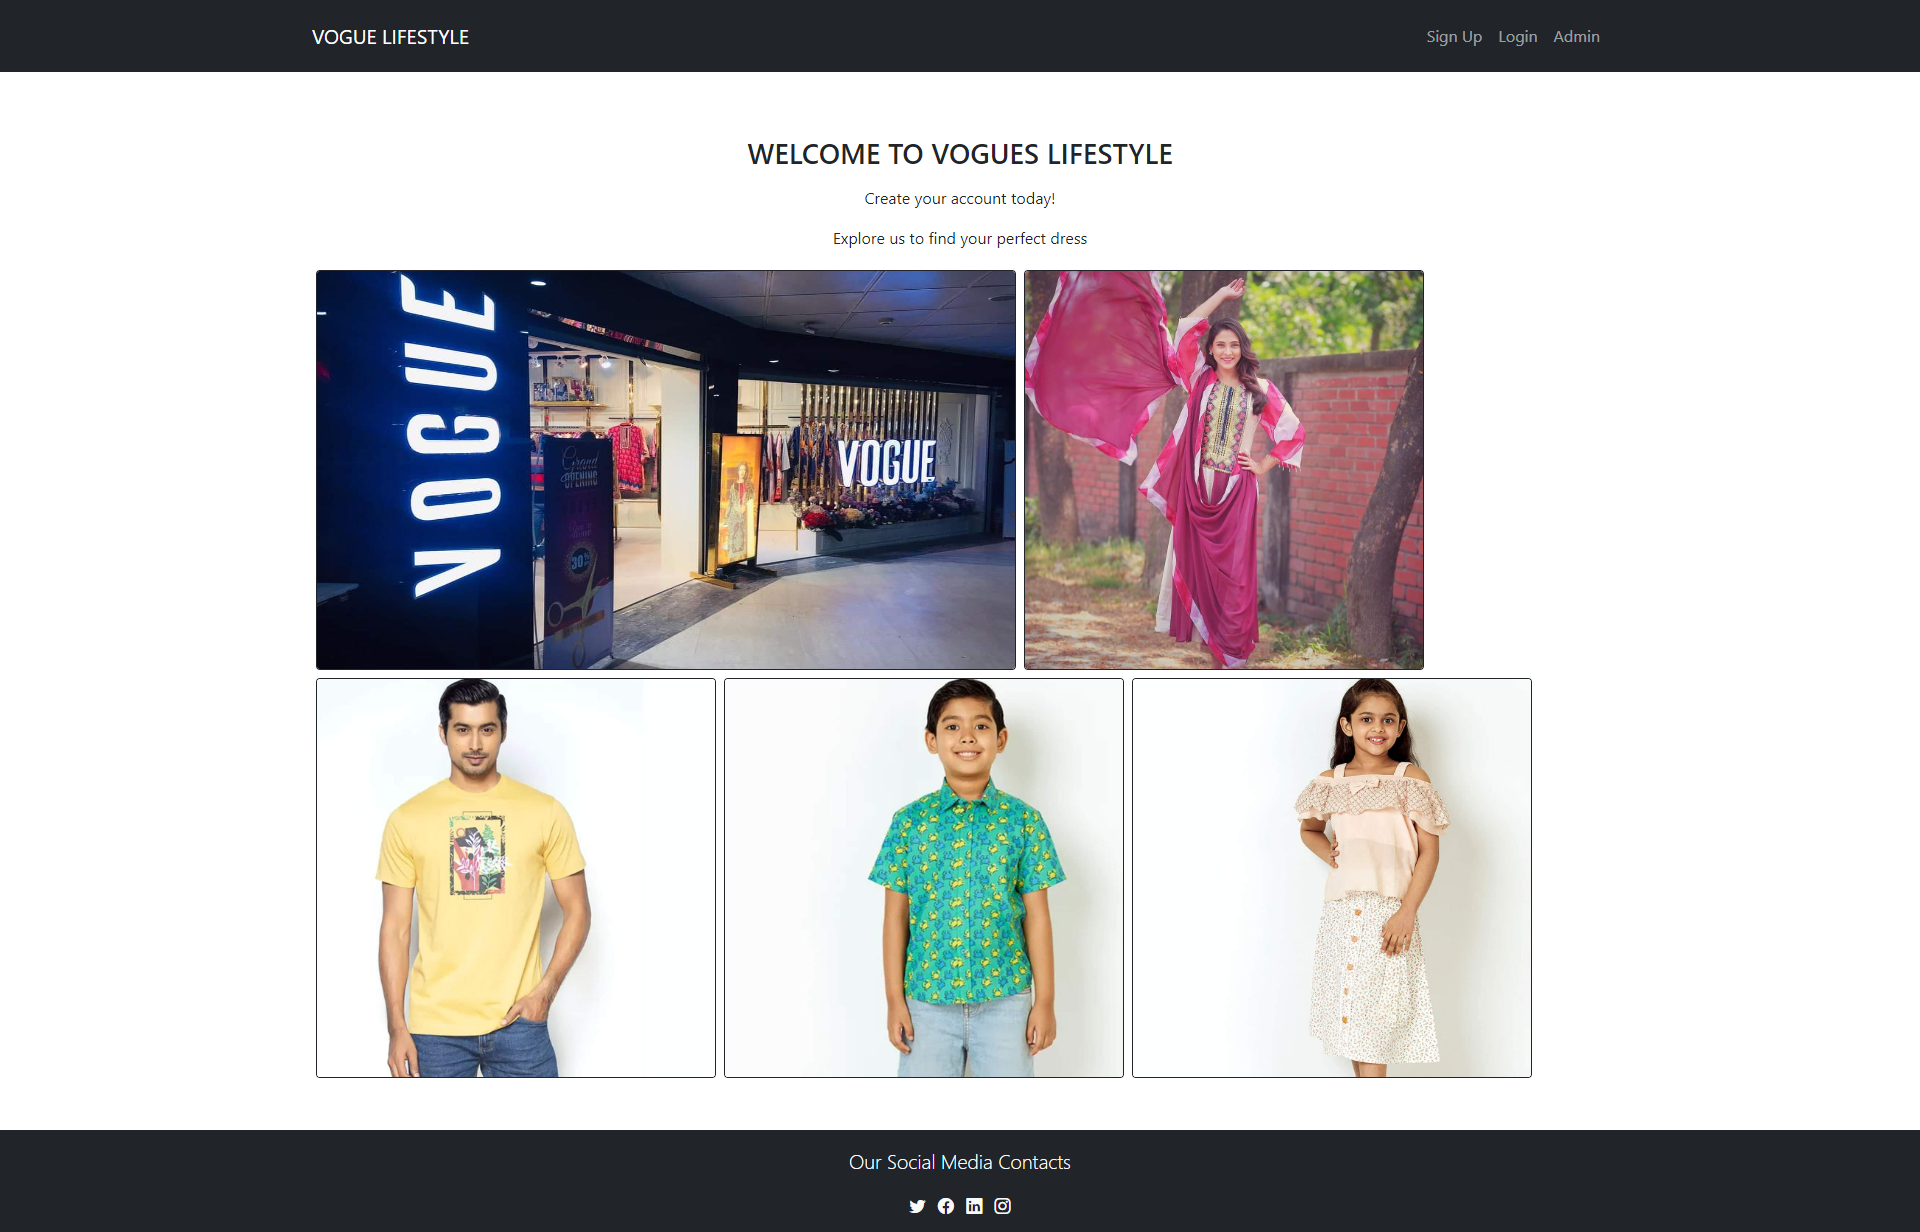 VOGUE LIFESTYLE
Sign Up Login Admin
WELCOME TO VOGUES LIFESTYLE
Create your account today!
Explore us to find your perfect dress
VOGUE
Grand
OPENING
30%
VOGUE
Our Social Media Contacts